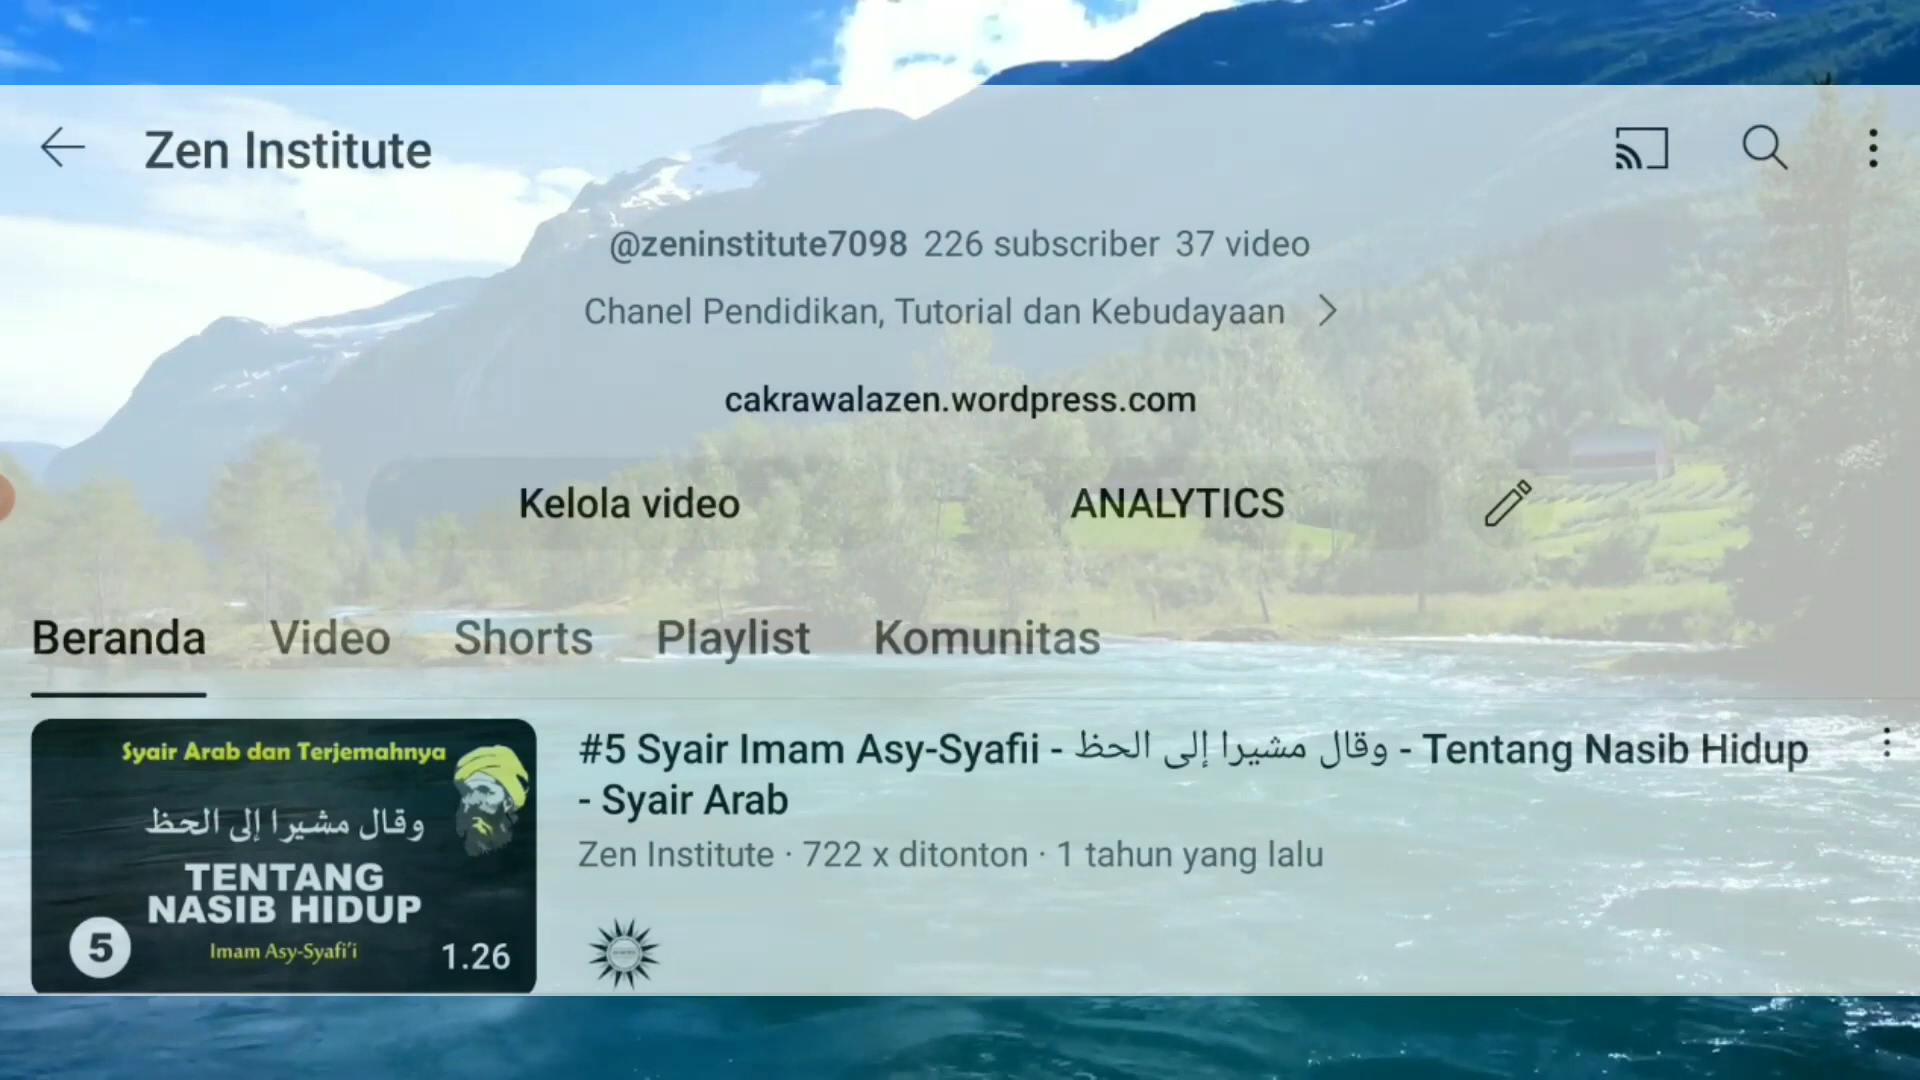 Zen Institute
@zeninstitute7098 226 subscriber 37 video
Chanel Pendidikan, Tutorial dan Kebudayaan
cakrawalazen.wordpress.com
Kelola video
ANALYTICS
Beranda Video Shorts Playlist Komunitas
Syair Arab dan Terjemahnya
وقال مشيرا إلى الحظ
TENTANG
NASIB HIDUP
5
Imam Asy-Syafi'i
1.26
#5 Syair Imam Asy-Syafii - وقال مشيرا إلى الحظ - Tentang Nasib Hidup
- Syair Arab
Zen Institute · 722 x ditonton · 1 tahun yang lalu